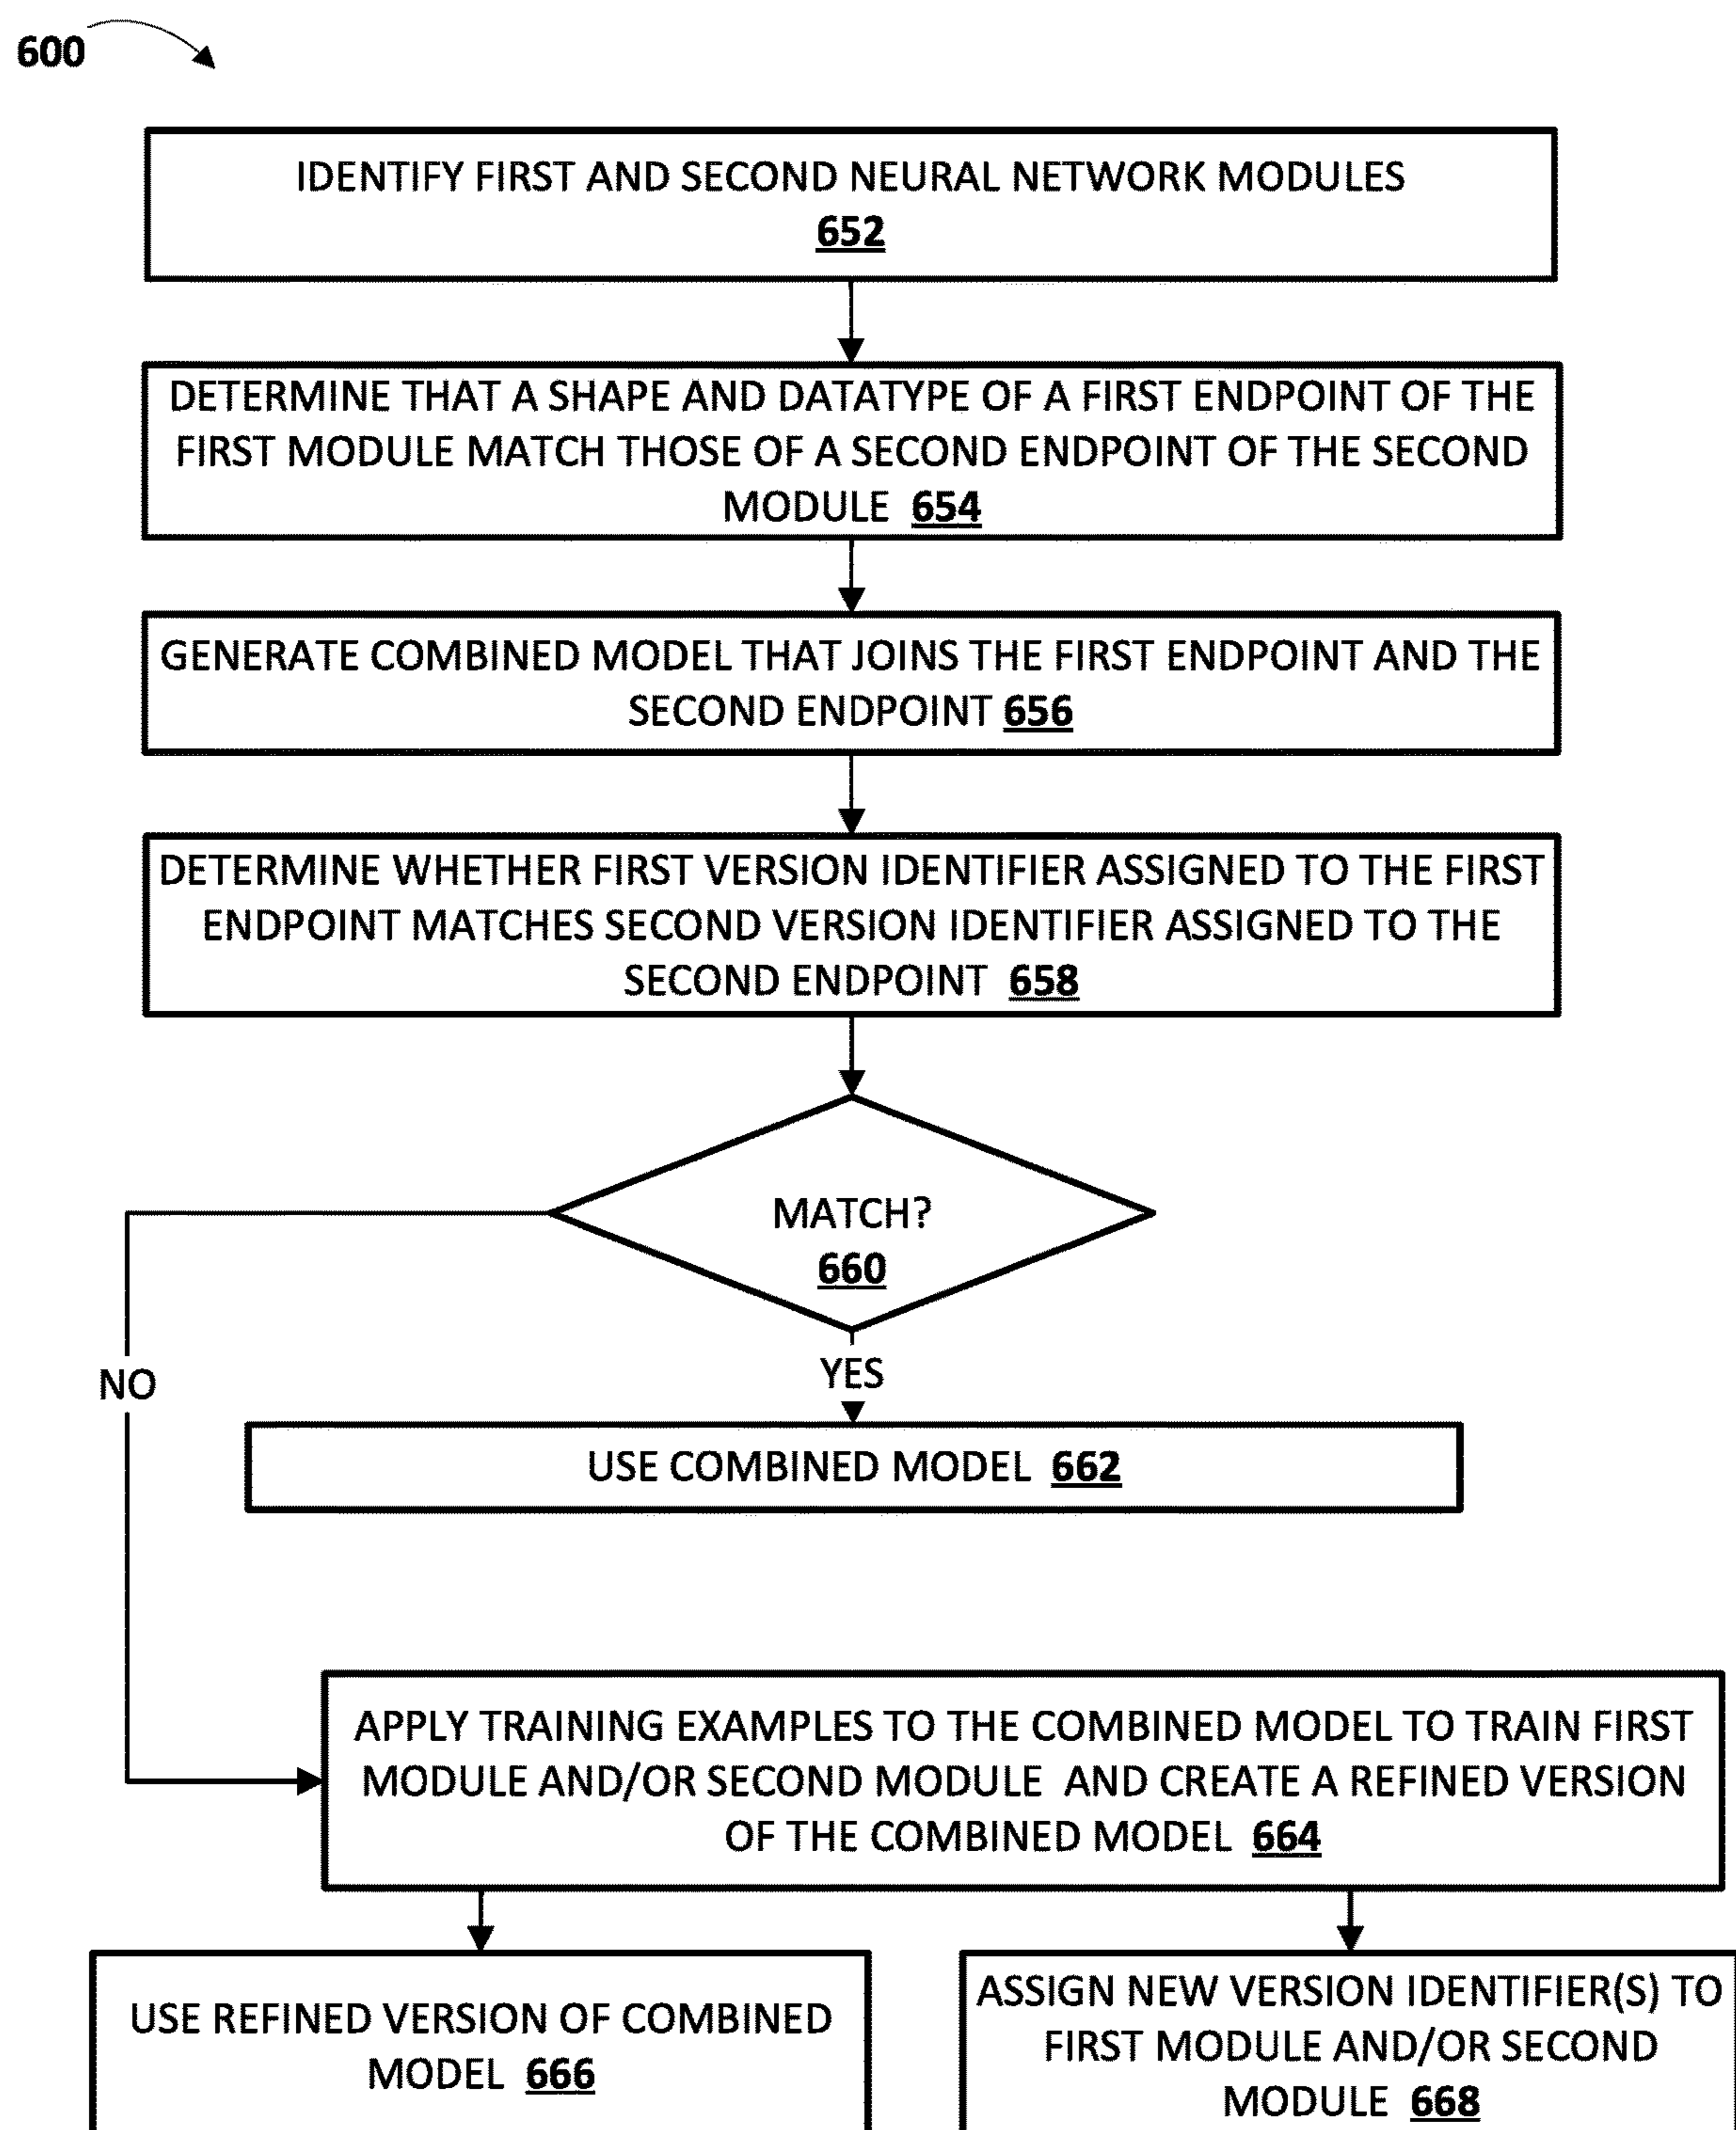 600
IDENTIFY FIRST AND SECOND NEURAL NETWORK MODULES
652
DETERMINE THAT A SHAPE AND DATATYPE OF A FIRST ENDPOINT OF THE
FIRST MODULE MATCH THOSE OF A SECOND ENDPOINT OF THE SECOND
MODULE 654
GENERATE COMBINED MODEL THAT JOINS THE FIRST ENDPOINT AND THE
SECOND ENDPOINT 656
DETERMINE WHETHER FIRST VERSION IDENTIFIER ASSIGNED TO THE FIRST
ENDPOINT MATCHES SECOND VERSION IDENTIFIER ASSIGNED TO THE
SECOND ENDPOINT 658
MATCH?
660
YES
NO
USE COMBINED MODEL 662
APPLY TRAINING EXAMPLES TO THE COMBINED MODEL TO TRAIN FIRST
MODULE AND/OR SECOND MODULE AND CREATE A REFINED VERSION
OF THE COMBINED MODEL 664
USE REFINED VERSION OF COMBINED
MODEL 666
ASSIGN NEW VERSION IDENTIFIER(S) TO
FIRST MODULE AND/OR SECOND
MODULE 668